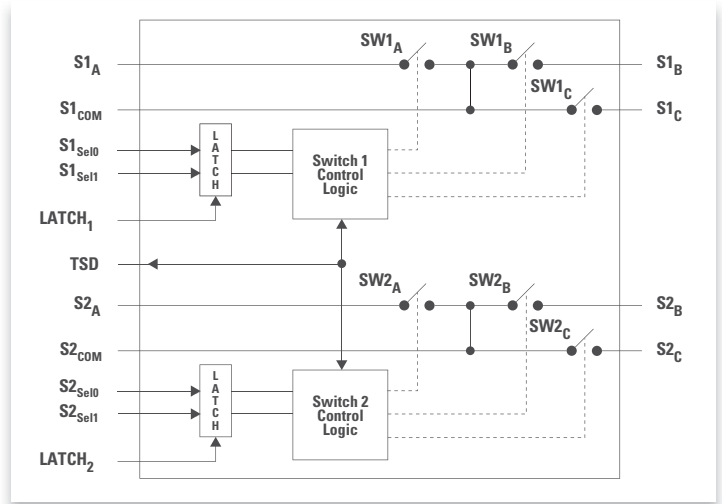 SW1A SW1B
S1A S1B
SW1C
S1COM S1C
S1Sel0
S1Sel1
LATCH
Switch 1
Control
Logic
LATCH1
TSD
SW2A SW2B
S2A S2B
SW2C
S2COM S2C
S2Sel0
S2Sel1
LATCH
Switch 2
Control
Logic
LATCH2